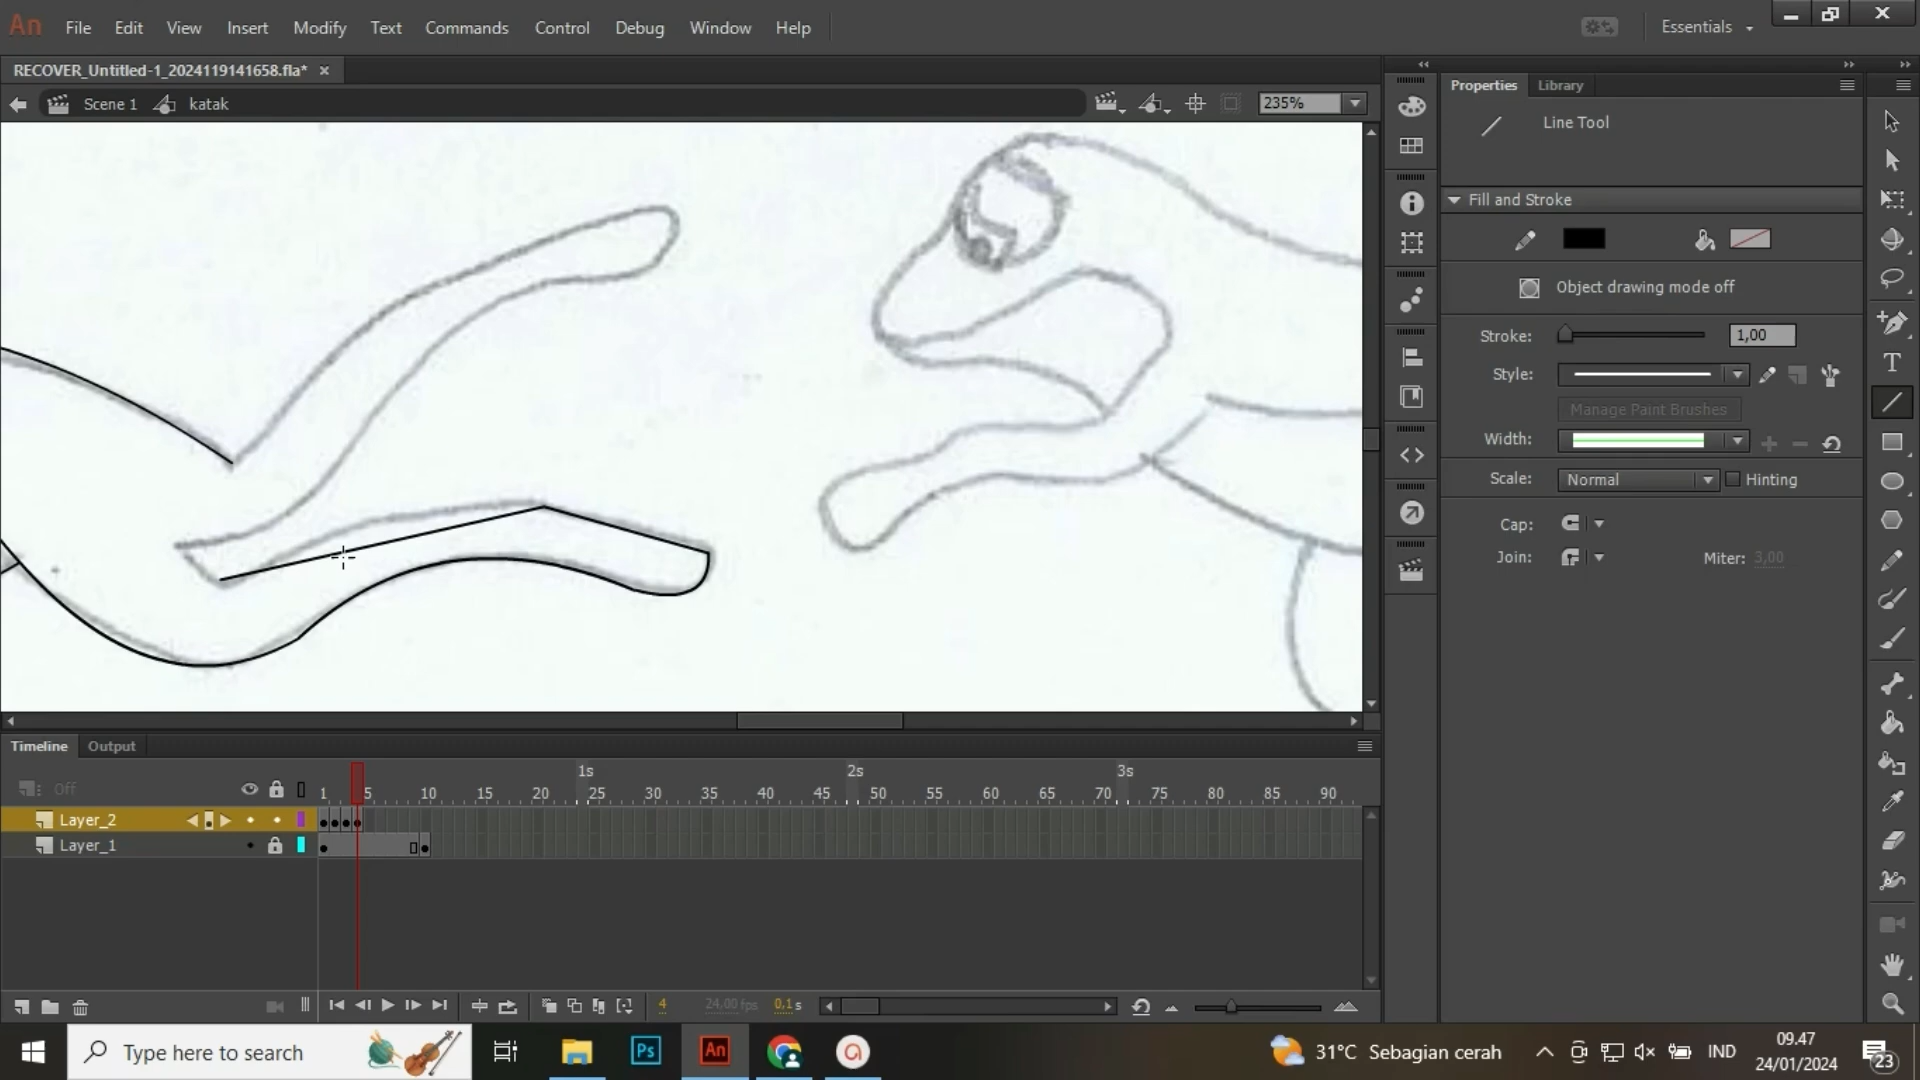 An File Edit View Insert Modify Text Commands Control Debug Window Help Essentials
RECOVER_Untitled-1_2024119141658.fla* ×
Scene 1 katak 235%
Properties Library
Line Tool
Fill and Stroke
Object drawing mode off
Stroke: 1,00
Style:
Manage Paint Brushes
Width:
Scale: Normal Hinting
Cap:
Join: Miter: 3,00
Timeline Output
1s 2s 3s
Off 1 5 10 15 20 25 30 35 40 45 50 55 60 65 70 75 80 85 90
Layer_2
Layer_1
4 24,00 fps 0,1 s
Type here to search Ps An 31°C Sebagian cerah IND 09.47
24/01/2024 23